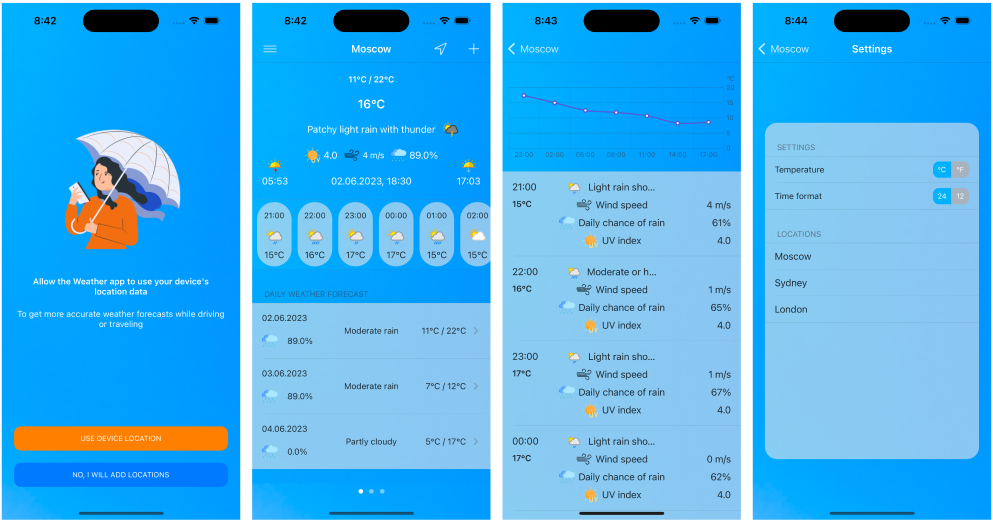 8:42
Allow the Weather app to use your device's
location data
To get more accurate weather forecasts while driving
or traveling
USE DEVICE LOCATION
NO, I WILL ADD LOCATIONS
8:42
Moscow
11°C / 22°C
16°C
Patchy light rain with thunder
4.0 4 m/s 89.0%
05:53 02.06.2023, 18:30 17:03
21:00 22:00 23:00 00:00 01:00 02:00
15°C 16°C 17°C 17°C 15°C 15°C
DAILY WEATHER FORECAST
02.06.2023
Moderate rain 11°C / 22°C
89.0%
03.06.2023
Moderate rain 7°C / 12°C
89.0%
04.06.2023
Partly cloudy 5°C / 17°C
0.0%
8:43
Moscow
°C
20
15
10
5
0
23:00 02:00 05:00 08:00 11:00 14:00 17:00
21:00 Light rain sho...
15°C Wind speed 4 m/s
Daily chance of rain 61%
UV index 4.0
22:00 Moderate or h...
16°C Wind speed 1 m/s
Daily chance of rain 65%
UV index 4.0
23:00 Light rain sho...
17°C Wind speed 1 m/s
Daily chance of rain 67%
UV index 4.0
00:00 Light rain sho...
17°C Wind speed 0 m/s
Daily chance of rain 62%
UV index 4.0
8:44
Moscow Settings
SETTINGS
Temperature °C °F
Time format 24 12
LOCATIONS
Moscow
Sydney
London